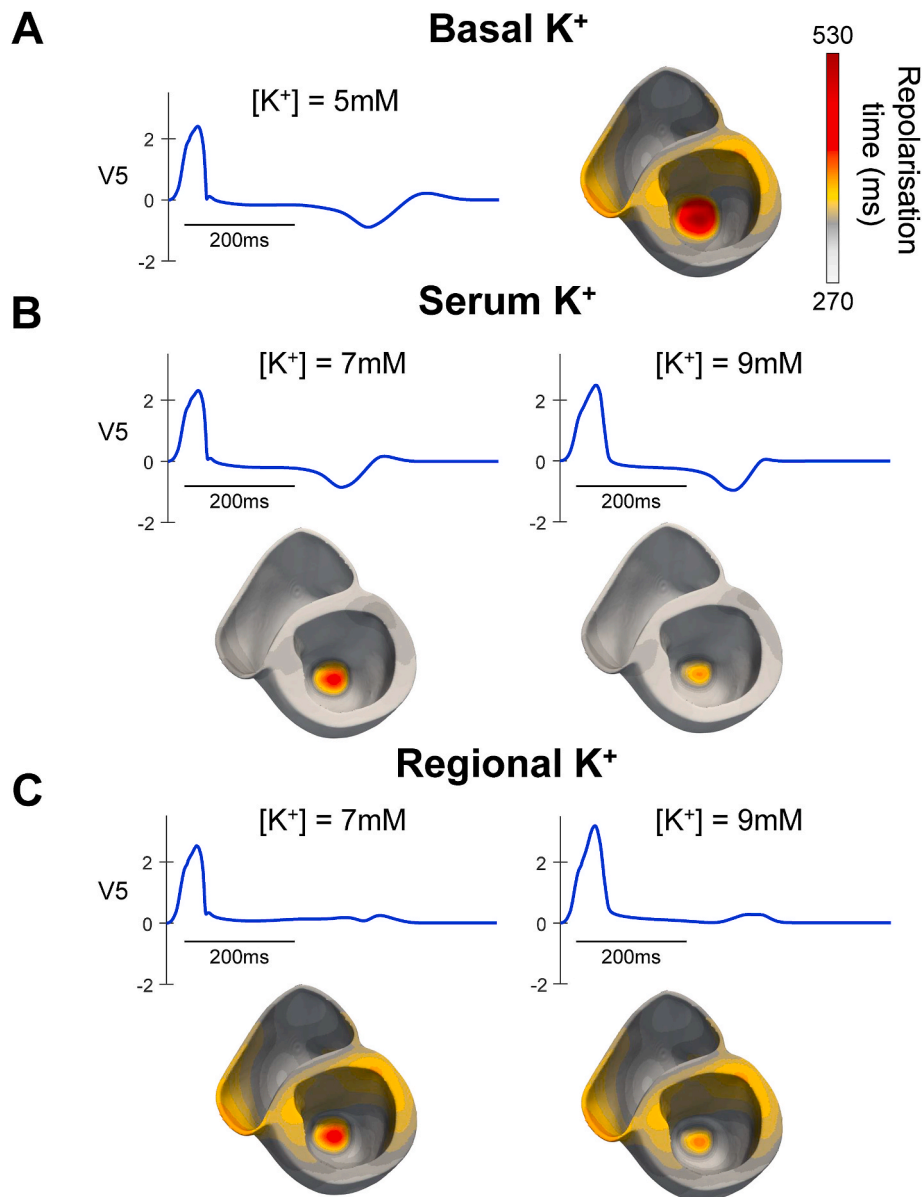 A
Basal K⁺
530
[K⁺] = 5mM
2
V5
0
200ms
-2
Repolarisation
time (ms)
270
B
Serum K⁺
[K⁺] = 7mM
[K⁺] = 9mM
2
2
V5
0
0
200ms
200ms
-2
-2
C
Regional K⁺
[K⁺] = 7mM
[K⁺] = 9mM
2
2
V5
0
0
200ms
200ms
-2
-2